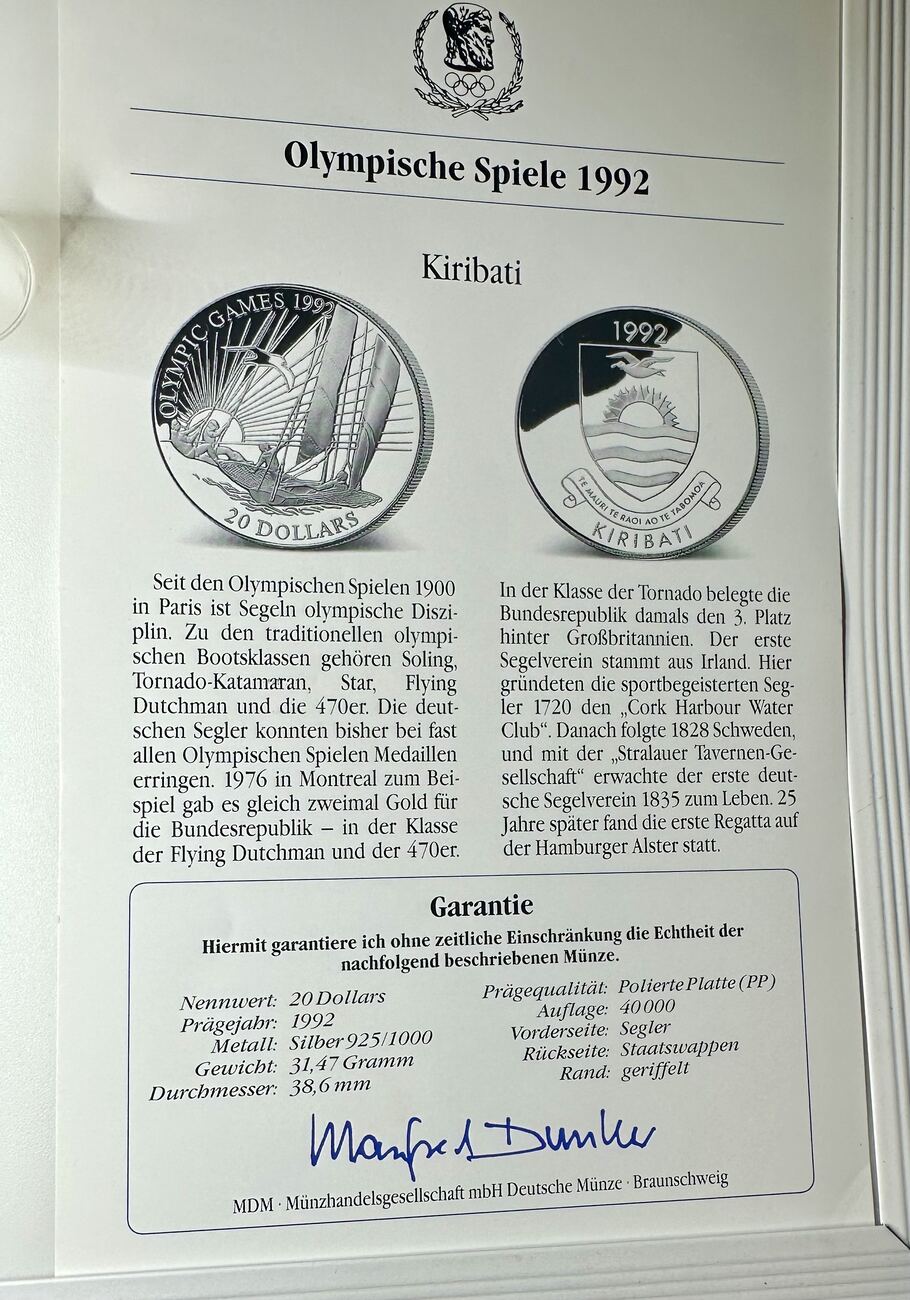 Olympische Spiele 1992
Kiribati
OLYMPIC GAMES 1992
20 DOLLARS
1992
TE MAURI TE RAOI AO TE TABOMOA
KIRIBATI
Seit den Olympischen Spielen 1900
in Paris ist Segeln olympische Diszi-
plin. Zu den traditionellen olympi-
schen Bootsklassen gehören Soling,
Tornado-Katamaran, Star, Flying
Dutchman und die 470er. Die deut-
schen Segler konnten bisher bei fast
allen Olympischen Spielen Medaillen
erringen. 1976 in Montreal zum Bei-
spiel gab es gleich zweimal Gold für
die Bundesrepublik – in der Klasse
der Flying Dutchman und der 470er.
In der Klasse der Tornado belegte die
Bundesrepublik damals den 3. Platz
hinter Großbritannien. Der erste
Segelverein stammt aus Irland. Hier
gründeten die sportbegeisterten Seg-
ler 1720 den „Cork Harbour Water
Club“. Danach folgte 1828 Schweden,
und mit der „Stralauer Tavernen-Ge-
sellschaft“ erwachte der erste deut-
sche Segelverein 1835 zum Leben. 25
Jahre später fand die erste Regatta auf
der Hamburger Alster statt.
Garantie
Hiermit garantiere ich ohne zeitliche Einschränkung die Echtheit der
nachfolgend beschriebenen Münze.
Nennwert: 20 Dollars
Prägejahr: 1992
Metall: Silber 925/1000
Gewicht: 31,47 Gramm
Durchmesser: 38,6 mm
Prägequalität: Polierte Platte (PP)
Auflage: 40 000
Vorderseite: Segler
Rückseite: Staatswappen
Rand: geriffelt
Manfred Dunker
MDM · Münzhandelsgesellschaft mbH Deutsche Münze · Braunschweig